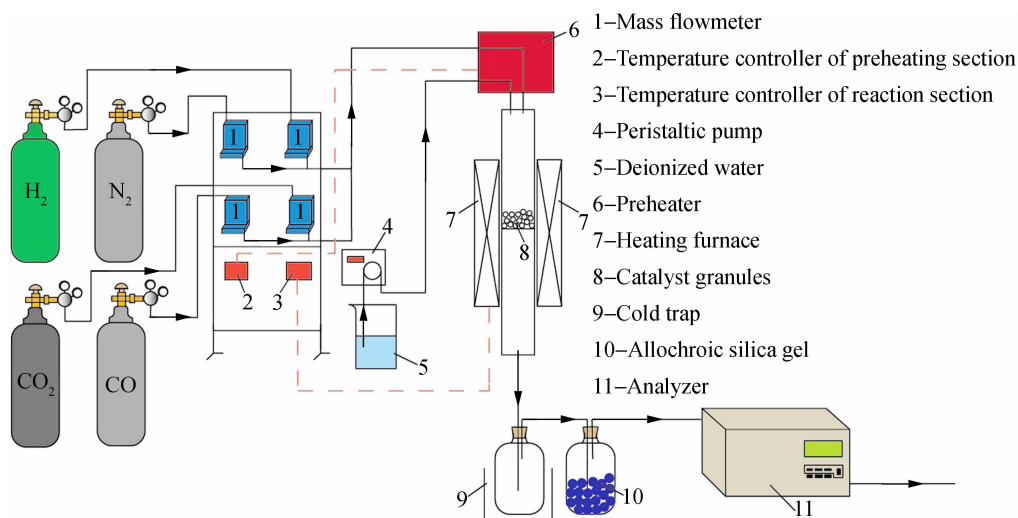 1–Mass flowmeter
2–Temperature controller of preheating section
3–Temperature controller of reaction section
4–Peristaltic pump
5–Deionized water
6–Preheater
7–Heating furnace
8–Catalyst granules
9–Cold trap
10–Allochroic silica gel
11–Analyzer
6
1 1
H₂ N₂
1 1
7 8 7
4
2 3
5
CO₂ CO
9 10 11